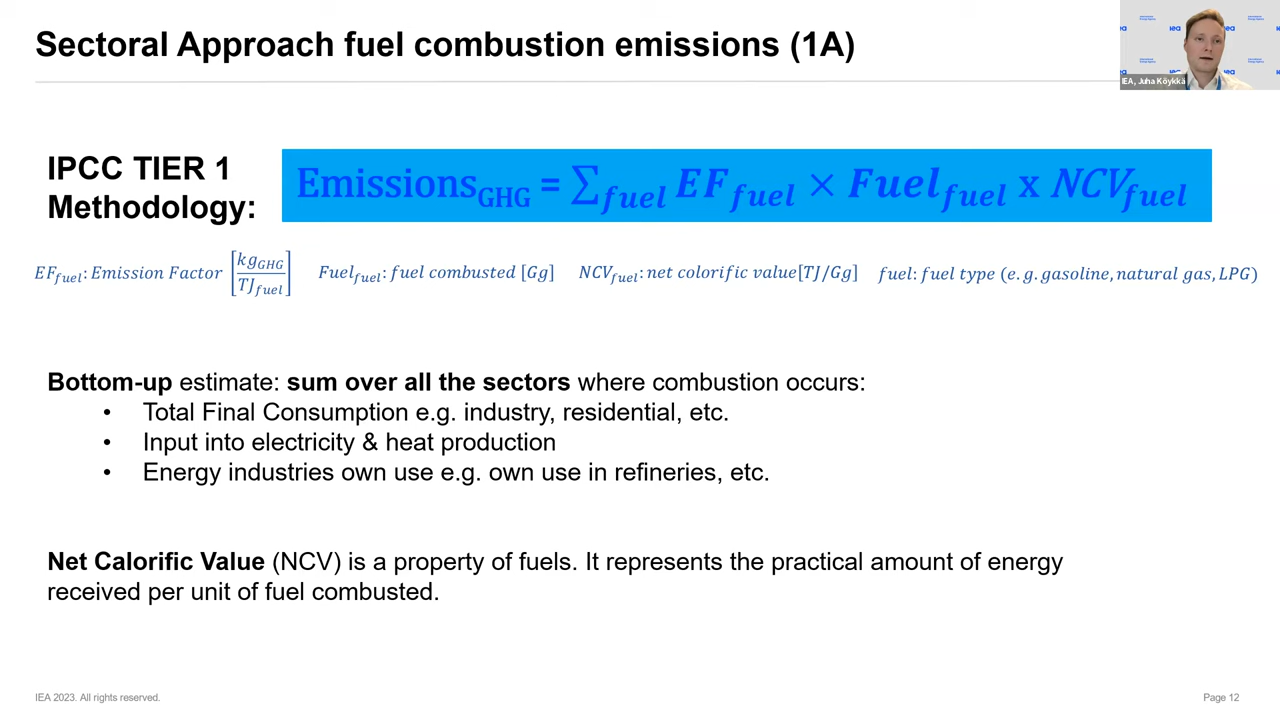 Sectoral Approach fuel combustion emissions (1A)
iea
iea
IEA, Juha Köykkä
IPCC TIER 1
Methodology:
Emissions_GHG = ∑_fuel EF_fuel × Fuel_fuel x NCV_fuel
EF_fuel: Emission Factor [kg_GHG/TJ_fuel] Fuel_fuel: fuel combusted [Gg] NCV_fuel: net colorific value[TJ/Gg] fuel: fuel type (e.g. gasoline, natural gas, LPG)
Bottom-up estimate: sum over all the sectors where combustion occurs:
• Total Final Consumption e.g. industry, residential, etc.
• Input into electricity & heat production
• Energy industries own use e.g. own use in refineries, etc.
Net Calorific Value (NCV) is a property of fuels. It represents the practical amount of energy
received per unit of fuel combusted.
IEA 2023. All rights reserved.
Page 12